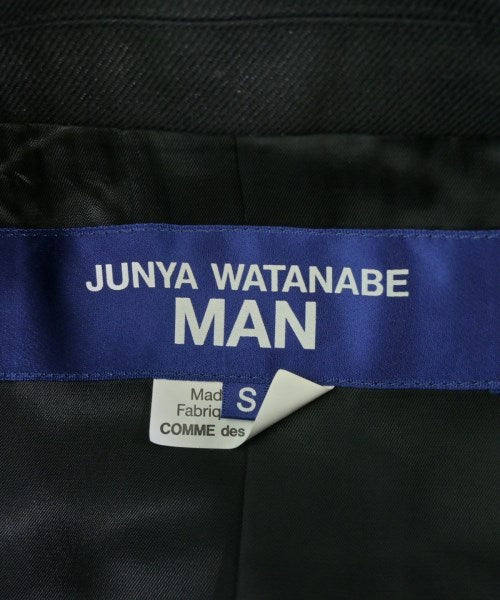 JUNYA WATANABE
MAN
S
Mad
Fabriq
COMME des